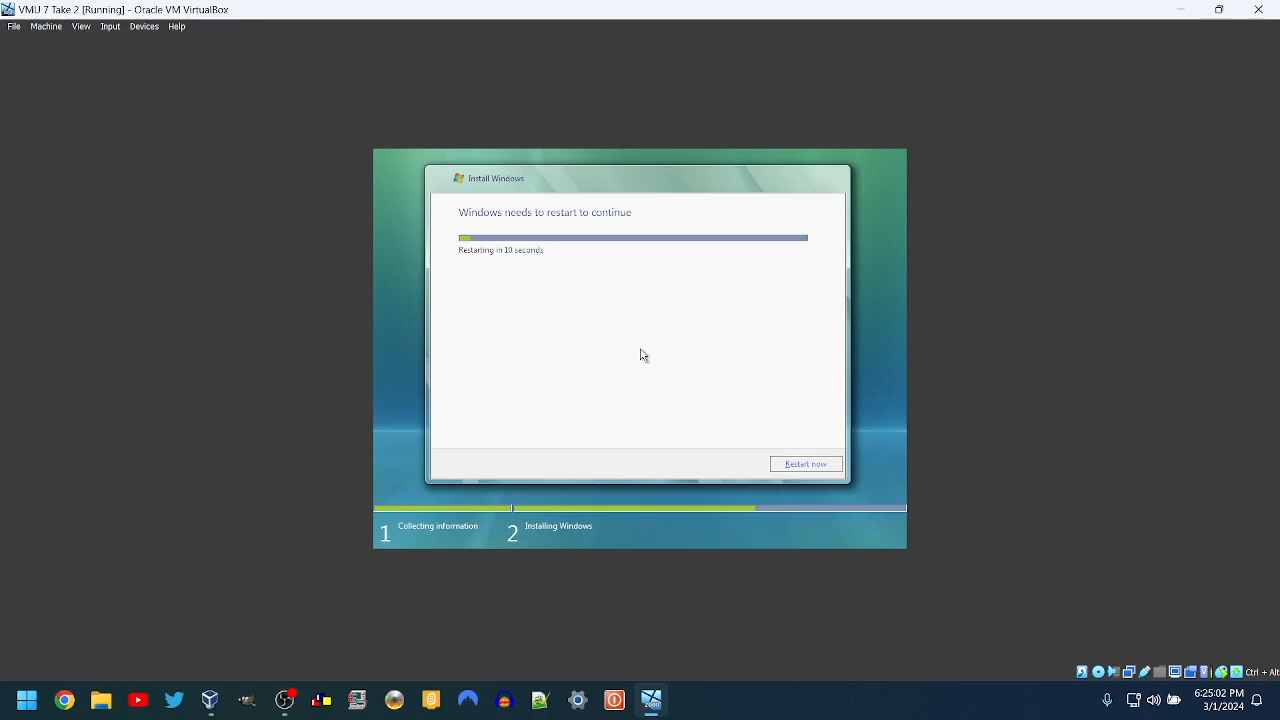 VMU 7 Take 2 [Running] - Oracle VM VirtualBox
File Machine View Input Devices Help
Install Windows
Windows needs to restart to continue
Restarting in 10 seconds
Restart now
1 Collecting information 2 Installing Windows
Ctrl + Alt
6:25:02 PM
3/1/2024
2000